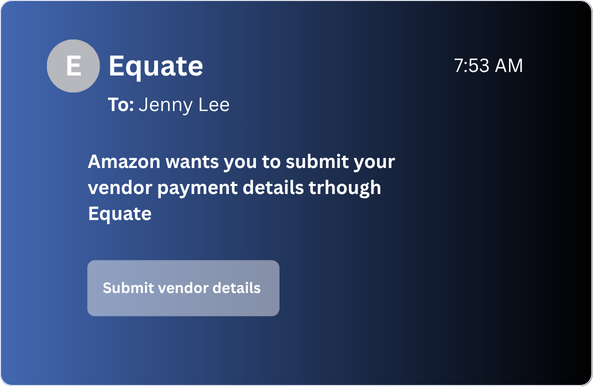 E
Equate
7:53 AM
To: Jenny Lee
Amazon wants you to submit your
vendor payment details trhough
Equate
Submit vendor details